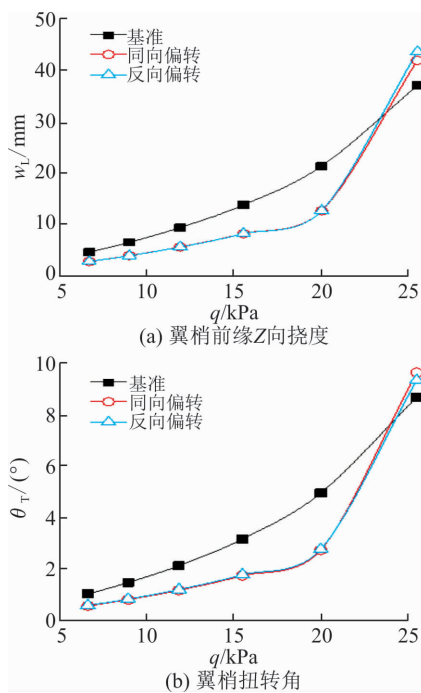 50
40
30
20
10
0
w_L/mm
基准
同向偏转
反向偏转
5 10 15 20 25
q/kPa
(a) 翼梢前缘Z向挠度
10
8
6
4
2
0
θ_T/(°)
基准
同向偏转
反向偏转
5 10 15 20 25
q/kPa
(b) 翼梢扭转角